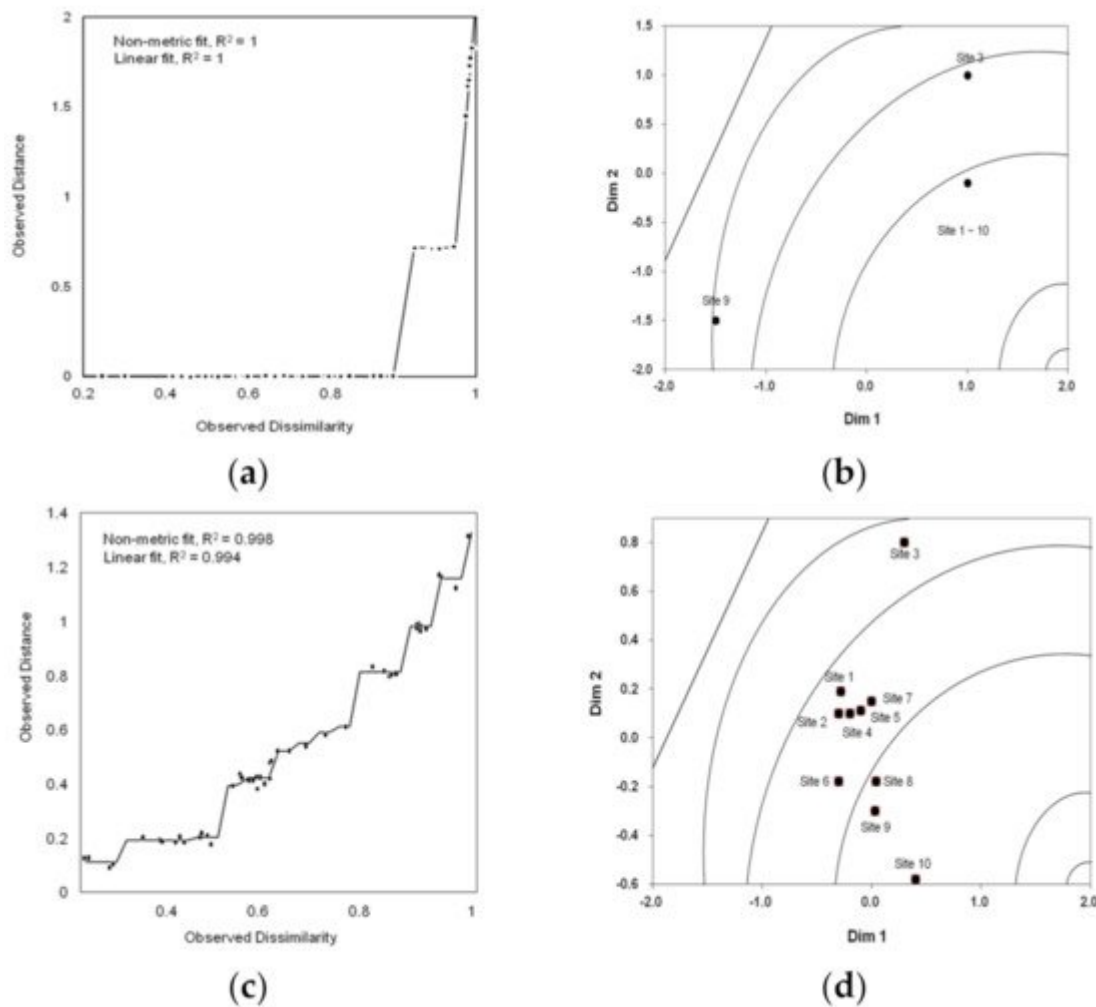 2
Non-metric fit, R² = 1
Linear fit, R² = 1
1.5
1
0.5
0
Observed Distance
0.2 0.4 0.6 0.8 1
Observed Dissimilarity
(a)
1.5
1.0
0.5
0.0
-0.5
-1.0
-1.5
-2.0
Dim 2
Site 3
Site 1 – 10
Site 9
-2.0 -1.0 0.0 1.0 2.0
Dim 1
(b)
1.4
Non-metric fit, R² = 0.998
Linear fit, R² = 0.994
1.2
1
0.8
0.6
0.4
0.2
0
Observed Distance
0.4 0.6 0.8 1
Observed Dissimilarity
(c)
0.8
0.6
0.4
0.2
0.0
-0.2
-0.4
-0.6
Dim 2
Site 3
Site 1
Site 7
Site 2
Site 5
Site 4
Site 6
Site 8
Site 9
Site 10
-2.0 -1.0 0.0 1.0 2.0
Dim 1
(d)